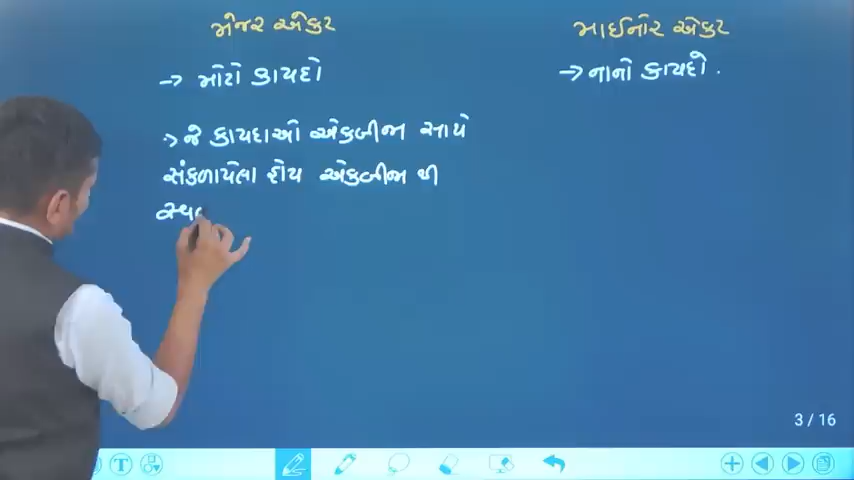 મેજર એક્ટ
માઈનોર એક્ટ
→ મોટો કાયદો
→ નાનો કાયદો.
→ જે કાયદાઓ એકબીજા સાથે
સંકળાયેલા હોય એકબીજા થી
3 / 16